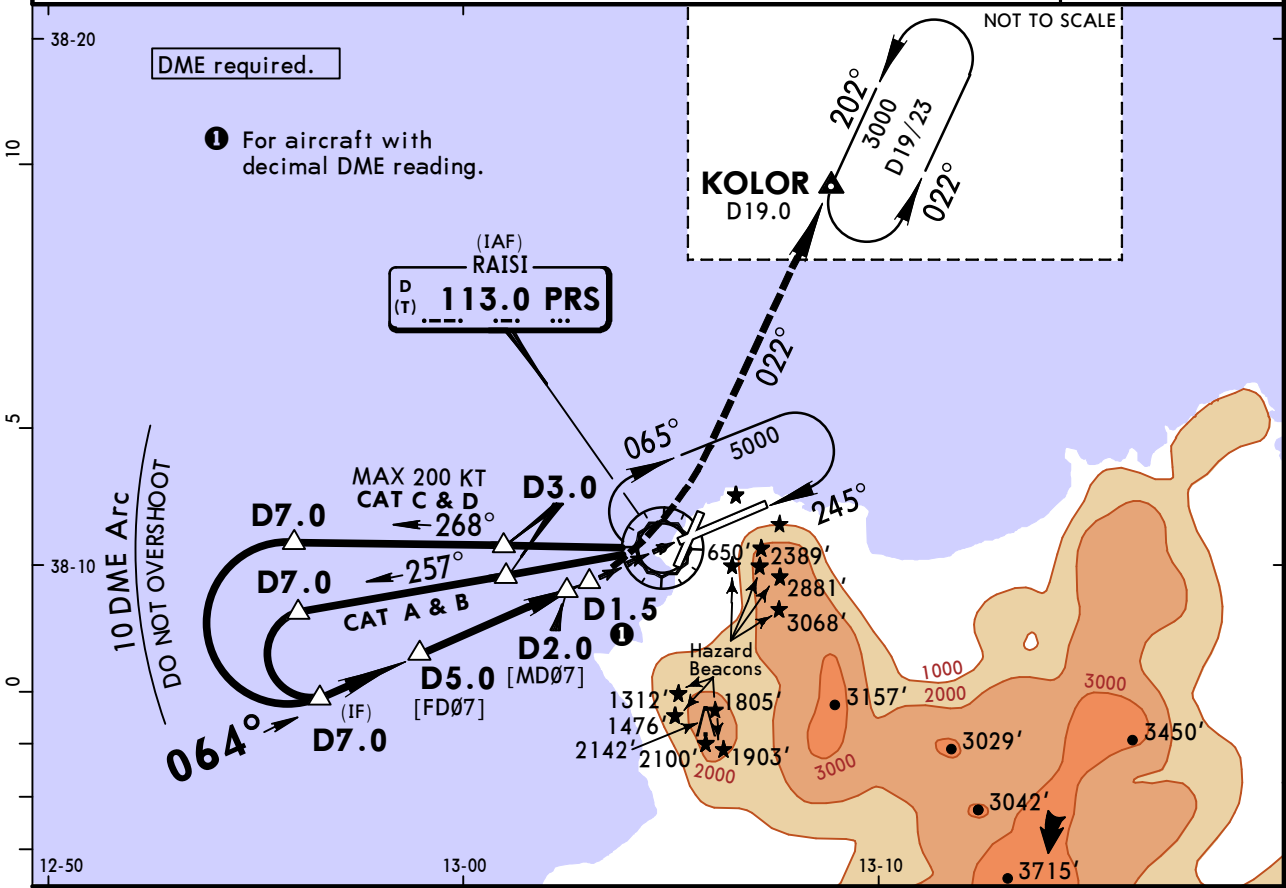 NOT TO SCALE
38-20
DME required.
❶ For aircraft with
decimal DME reading.
10
202°
3000
D19/23
022°
KOLOR
D19.0
(IAF)
RAISI
D
(T)
113.0 PRS
022°
5
065°
5000
245°
10 DME Arc
DO NOT OVERSHOOT
MAX 200 KT
CAT C & D
D3.0
D7.0
268°
38-10
D7.0
257°
CAT A & B
D1.5
❶
D2.0
[MDØ7]
D5.0
[FDØ7]
(IF)
D7.0
064°
0
650'
2389'
2881'
3068'
Hazard
Beacons
1312'
1805'
1476'
2142'
2100'
1903'
2000
3157'
3000
1000
2000
3000
3029'
3450'
3042'
3715'
12-50
13-00
13-10